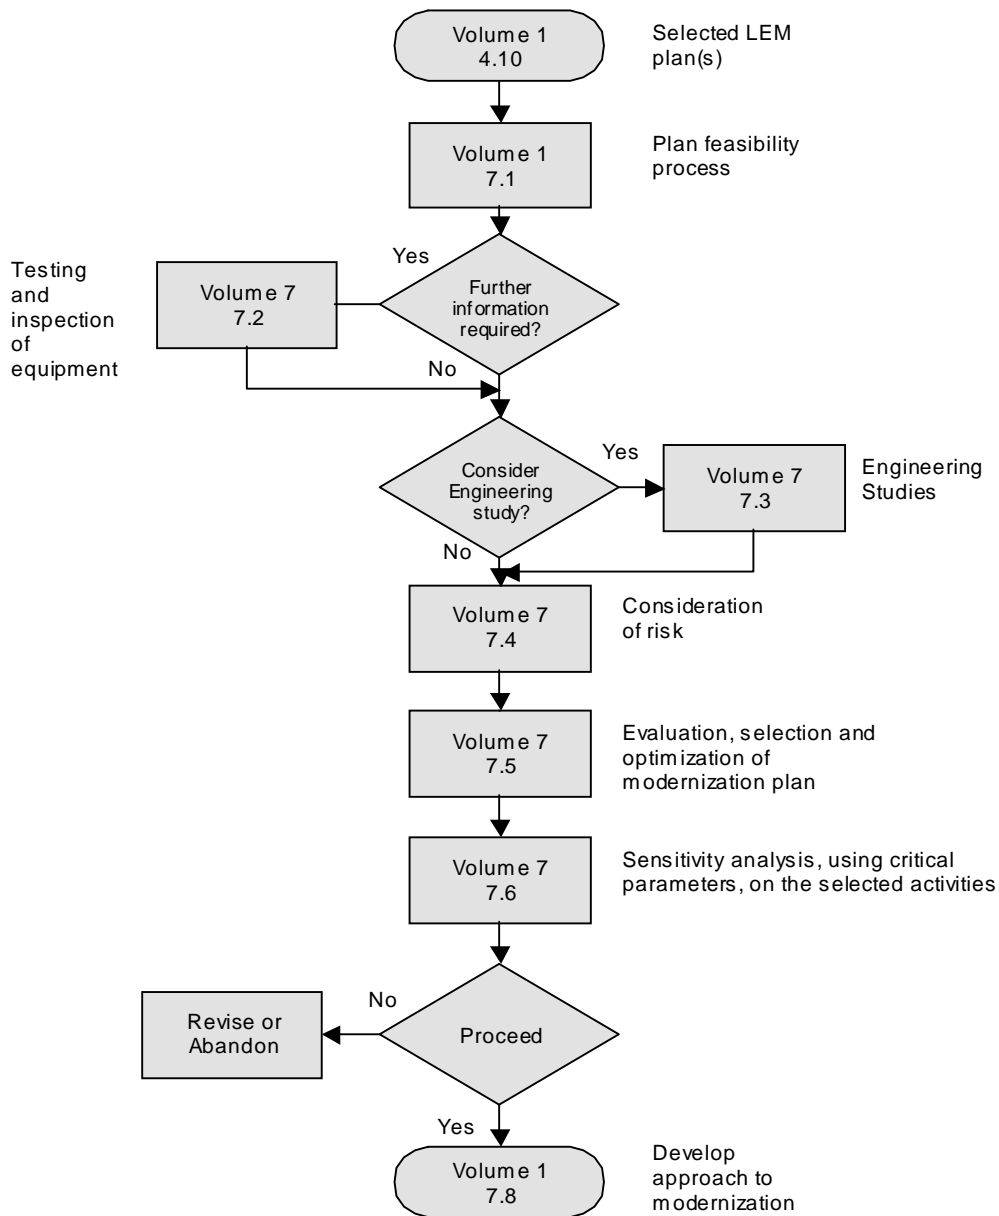 Volume 1
4.10
Selected LEM
plan(s)
Volume 1
7.1
Plan feasibility
process
Yes
Further
information
required?
Testing
and
inspection
of
equipment
Volume 7
7.2
No
Consider
Engineering
study?
Yes
Volume 7
7.3
Engineering
Studies
No
Volume 7
7.4
Consideration
of risk
Volume 7
7.5
Evaluation, selection and
optimization of
modernization plan
Volume 7
7.6
Sensitivity analysis, using critical
parameters, on the selected activities
No
Revise or
Abandon
Proceed
Yes
Volume 1
7.8
Develop
approach to
modernization